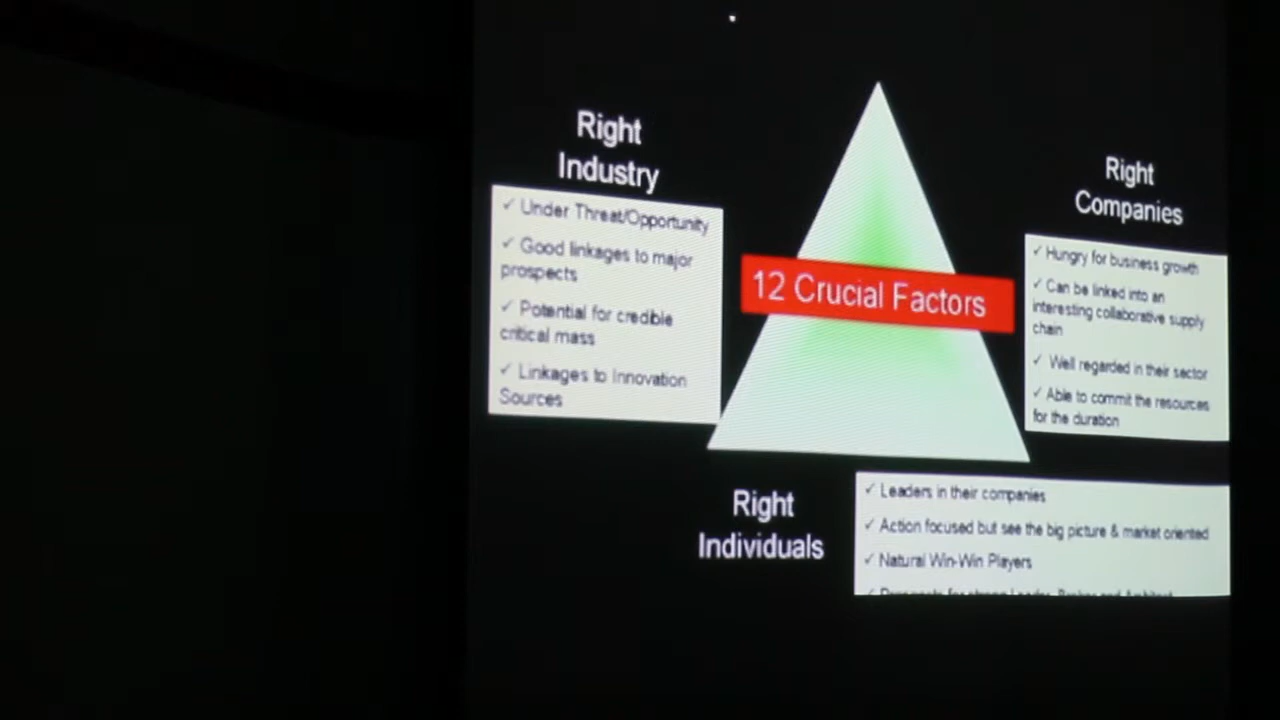 Right
Industry
✓ Under Threat/Opportunity
✓ Good linkages to major
prospects
✓ Potential for credible
critical mass
✓ Linkages to Innovation
Sources
12 Crucial Factors
Right
Companies
✓ Hungry for business growth
✓ Can be linked into an
interesting collaborative supply
chain
✓ Well regarded in their sector
✓ Able to commit the resources
for the duration
Right
Individuals
✓ Leaders in their companies
✓ Action focused but see the big picture & market oriented
✓ Natural Win-Win Players